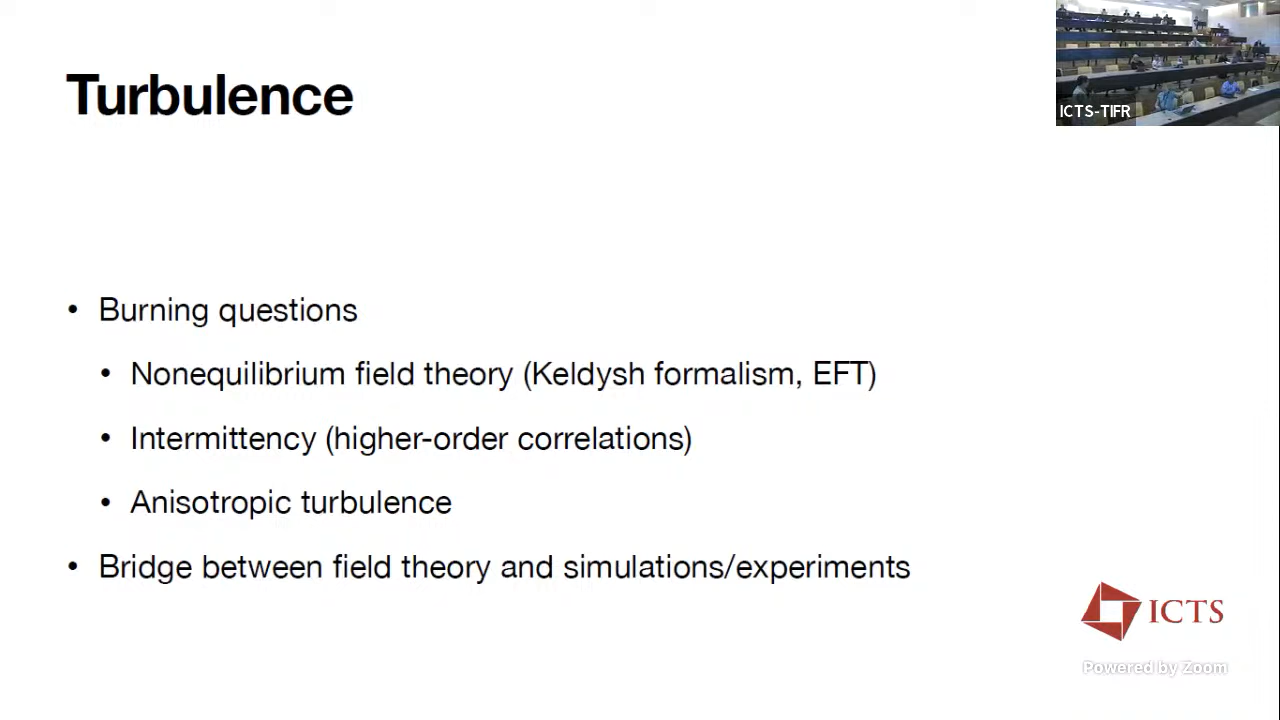 Turbulence
ICTS-TIFR
• Burning questions
• Nonequilibrium field theory (Keldysh formalism, EFT)
• Intermittency (higher-order correlations)
• Anisotropic turbulence
• Bridge between field theory and simulations/experiments
ICTS
Powered by Zoom